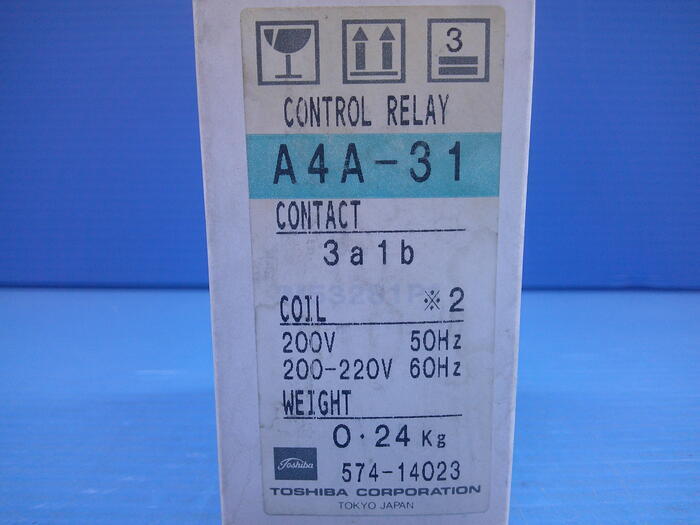 3
CONTROL RELAY
A4A-31
CONTACT
3a1b
COIL ※2
200V 50Hz
200-220V 60Hz
WEIGHT
0.24 Kg
Toshiba
574-14023
TOSHIBA CORPORATION
TOKYO JAPAN